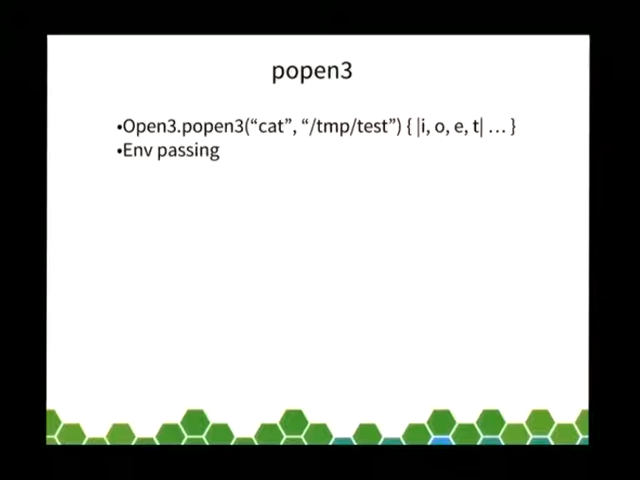 popen3
•Open3.popen3(“cat”, “/tmp/test”) { |i, o, e, t| … }
•Env passing